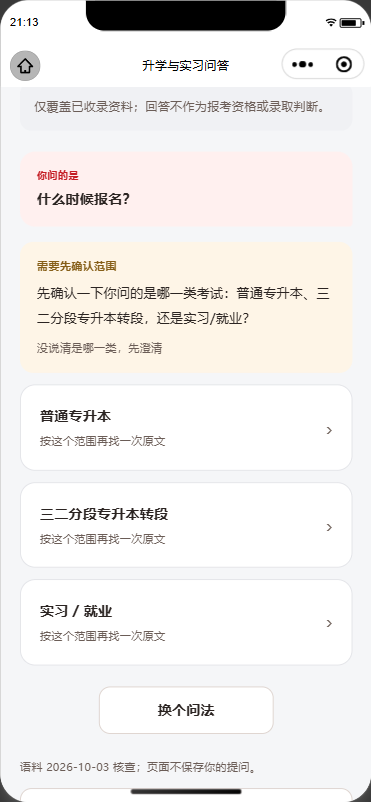 21:13
升学与实习问答
仅覆盖已收录资料；回答不作为报考资格或录取判断。
你问的是
什么时候报名？
需要先确认范围
先确认一下你问的是哪一类考试：普通专升本、三
二分段专升本转段，还是实习/就业？
没说清是哪一类，先澄清
普通专升本
按这个范围再找一次原文
三二分段专升本转段
按这个范围再找一次原文
实习 / 就业
按这个范围再找一次原文
换个问法
语料 2026-10-03 核查；页面不保存你的提问。